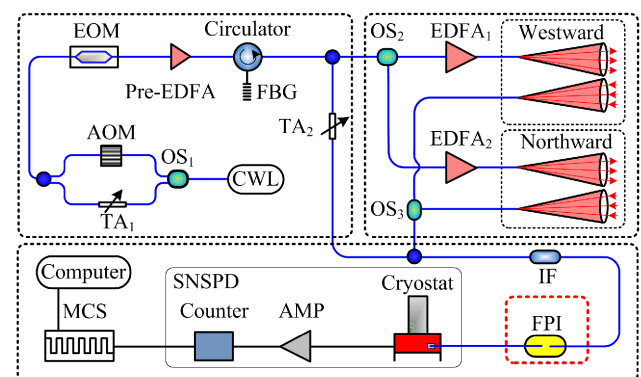 EOM
Circulator
Pre-EDFA
FBG
AOM
OS1
CWL
TA1
TA2
OS2
EDFA1
Westward
EDFA2
Northward
OS3
Computer
MCS
SNSPD
Counter
AMP
Cryostat
IF
FPI